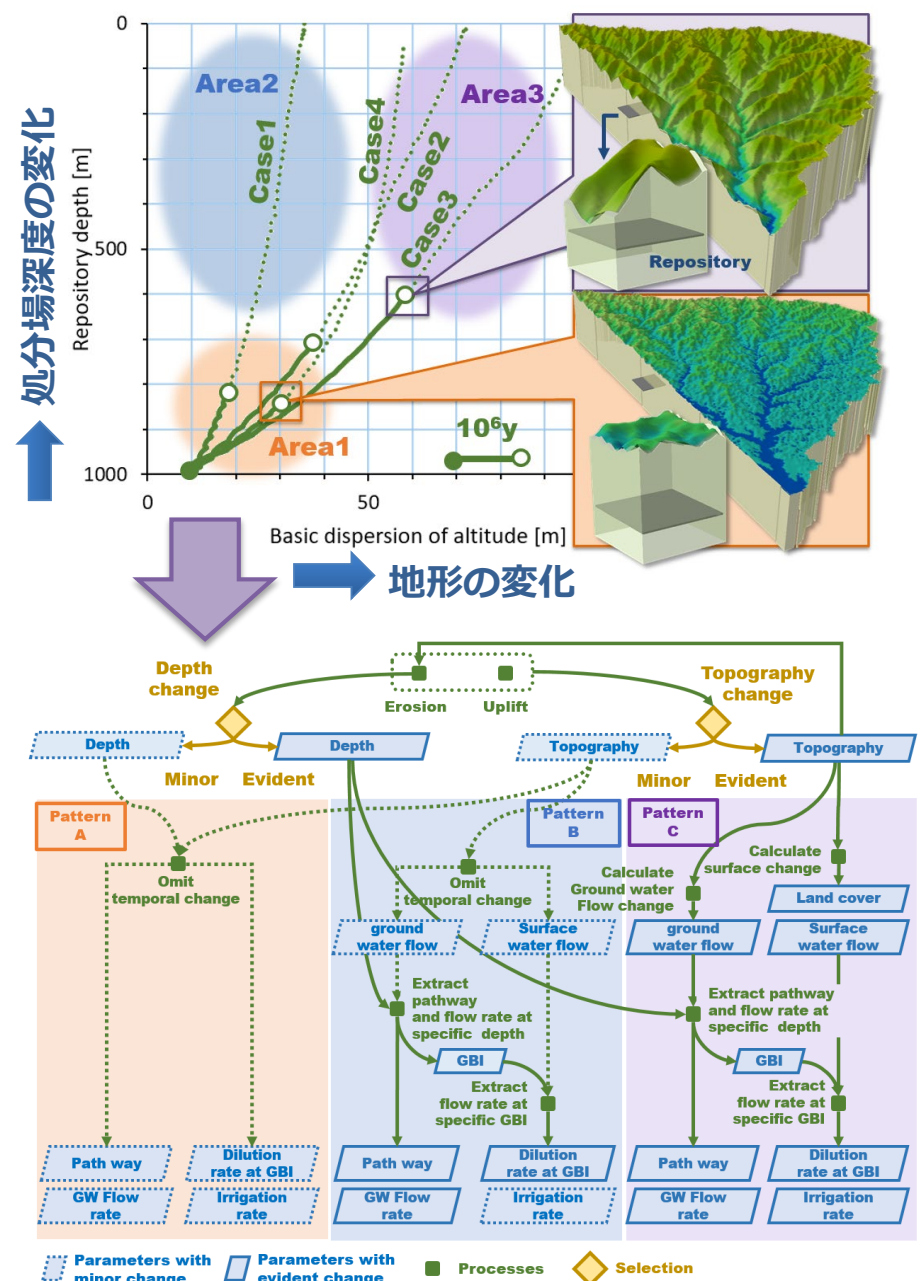 0
Area2
Area3
Case1
Case4
Case2
Case3
処分場深度の変化
Repository depth [m]
500
Repository
Area1
10⁶y
1000
0
50
Basic dispersion of altitude [m]
地形の変化
Depth
change
Topography
change
Erosion
Uplift
Depth
Depth
Topography
Topography
Minor
Evident
Minor
Evident
Pattern
A
Pattern
B
Pattern
C
Omit
temporal change
Omit
temporal change
Calculate
Ground water
Flow change
Calculate
surface change
Land cover
ground
water flow
Surface
water flow
ground
water flow
Surface
water flow
Extract
pathway
and flow rate at
specific depth
Extract pathway
and flow rate at
specific depth
GBI
GBI
Extract
flow rate at
specific GBI
Extract
flow rate at
specific GBI
Path way
Dilution
rate at GBI
Path way
Dilution
rate at GBI
Path way
Dilution
rate at GBI
GW Flow
rate
Irrigation
rate
GW Flow
rate
Irrigation
rate
GW Flow
rate
Irrigation
rate
Parameters with
minor change
Parameters with
evident change
Processes
Selection